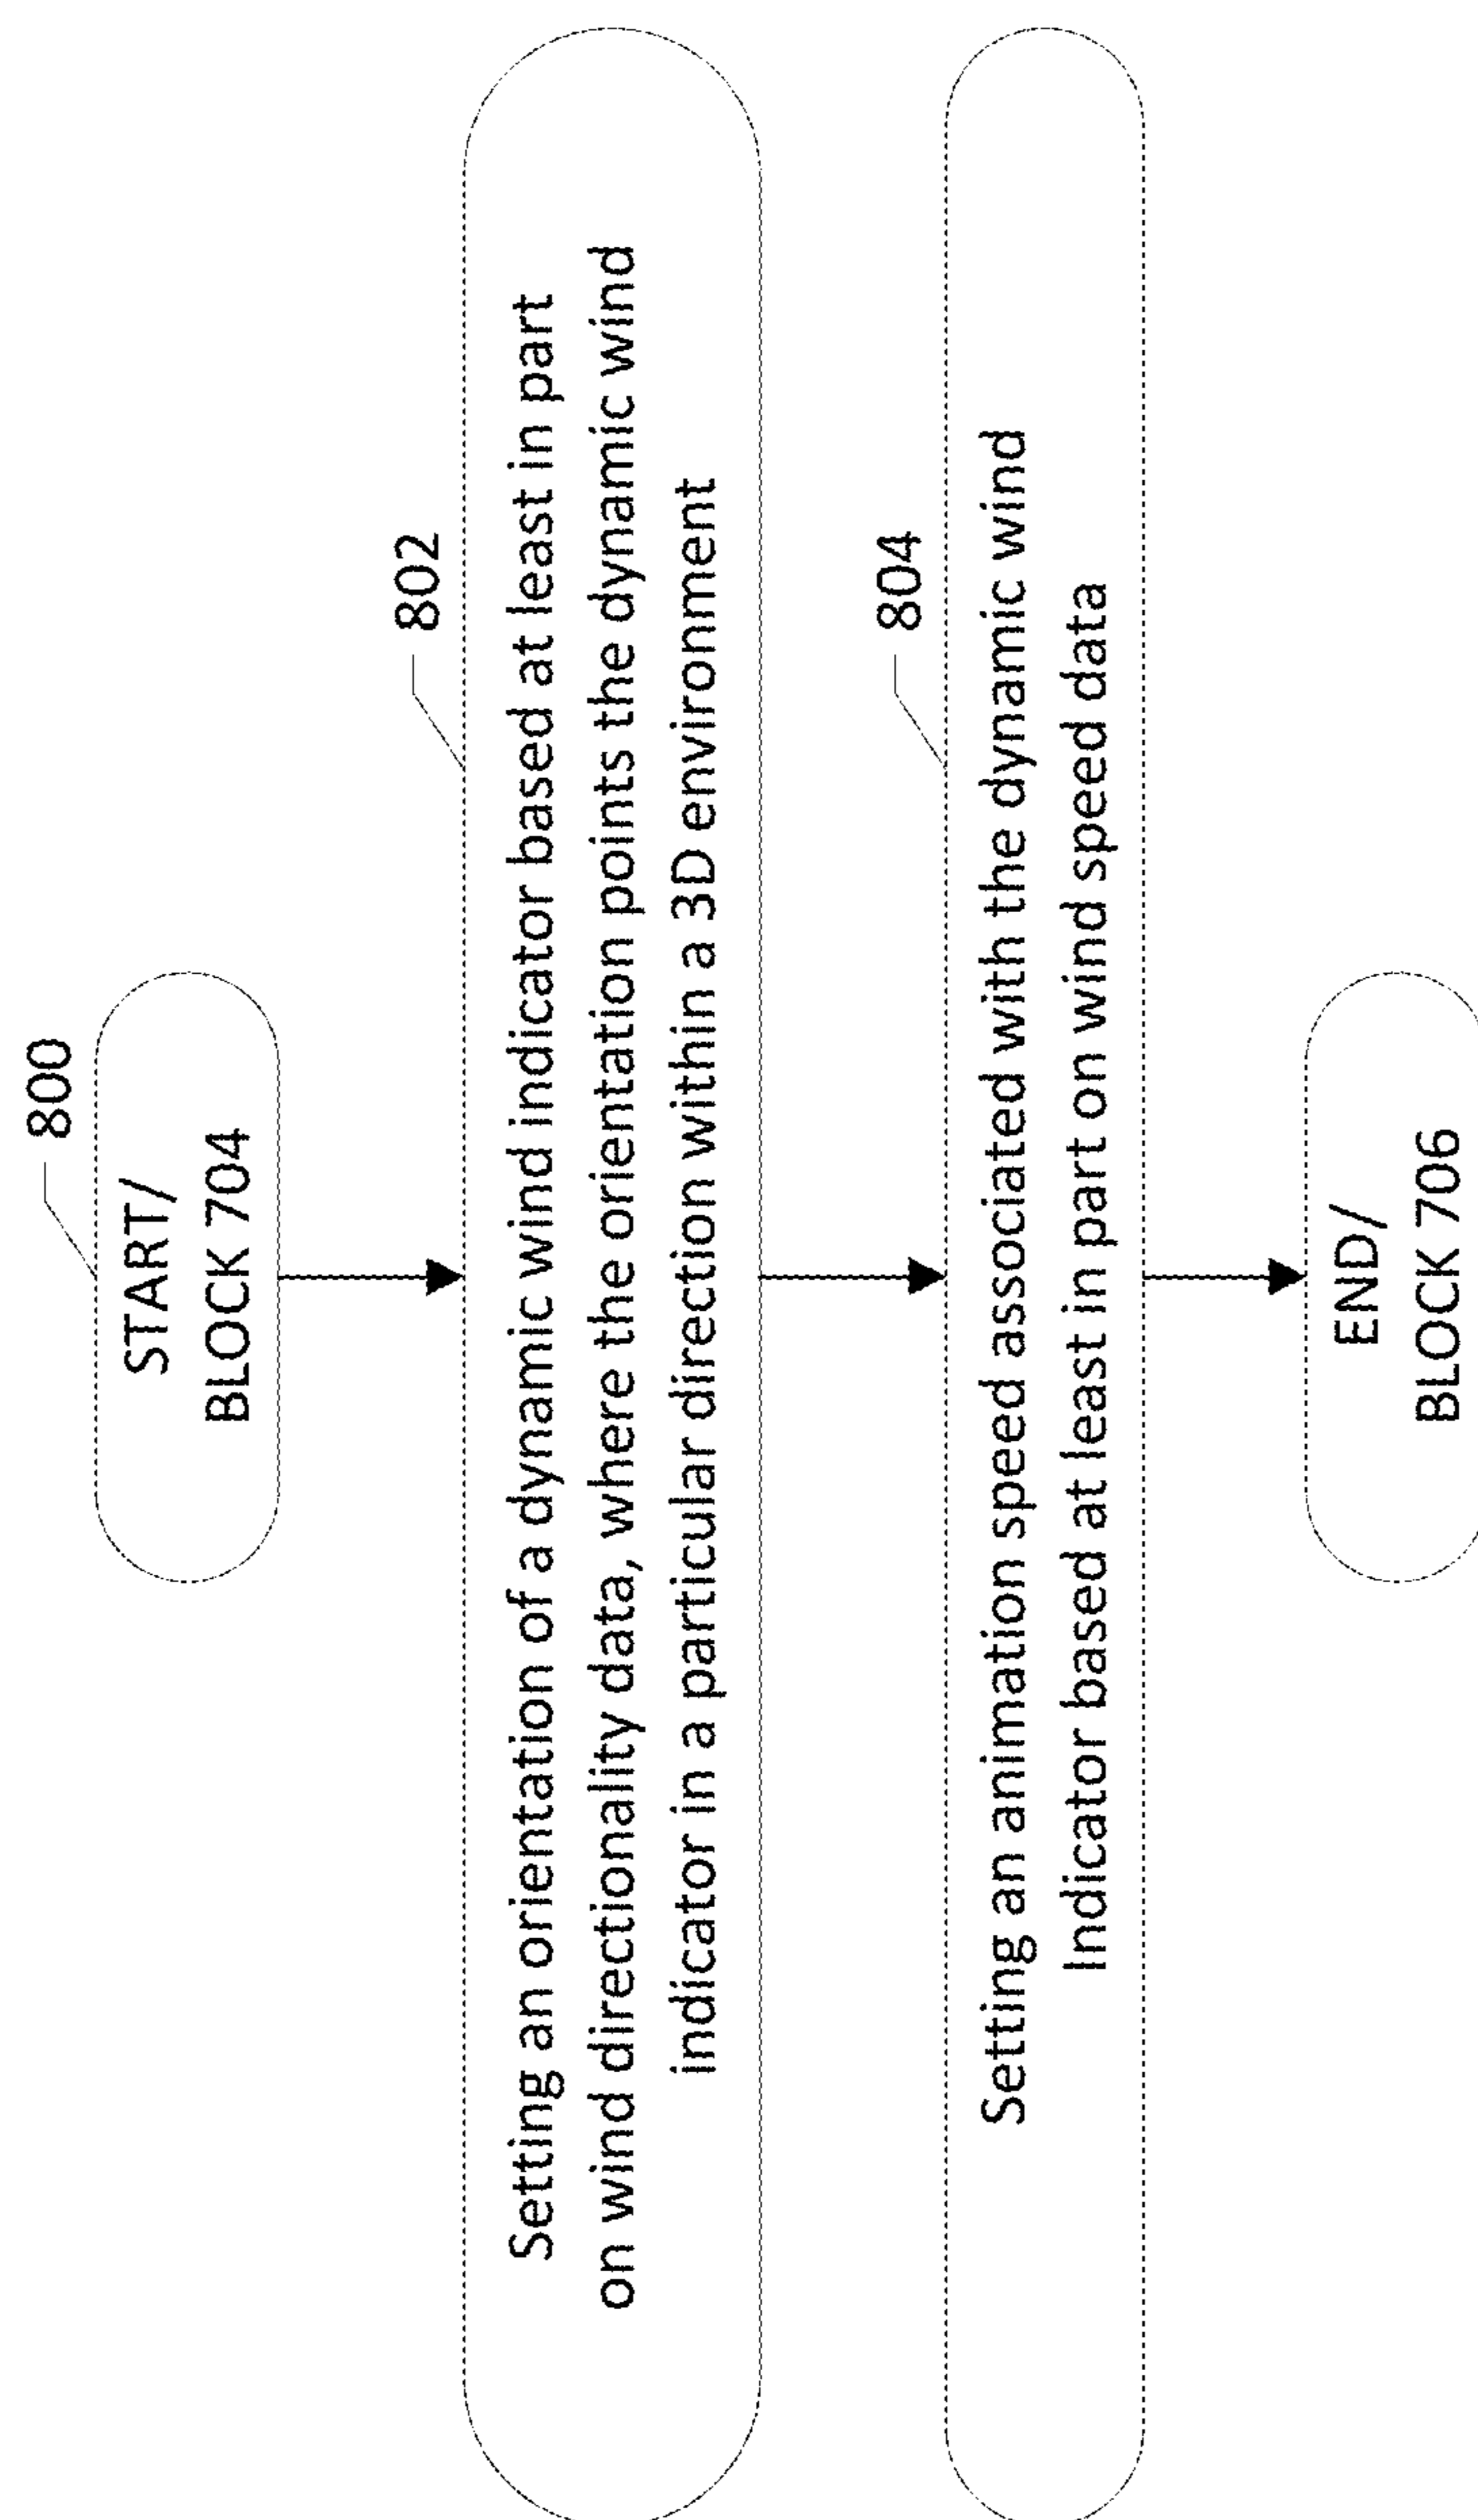 800
START/
BLOCK 704
802
Setting an orientation of a dynamic wind indicator based at least in part
on wind directionality data, where the orientation points the dynamic wind
indicator in a particular direction within a 3D environment
804
Setting an animation speed associated with the dynamic wind
indicator based at least in part on wind speed data
END/
BLOCK 706